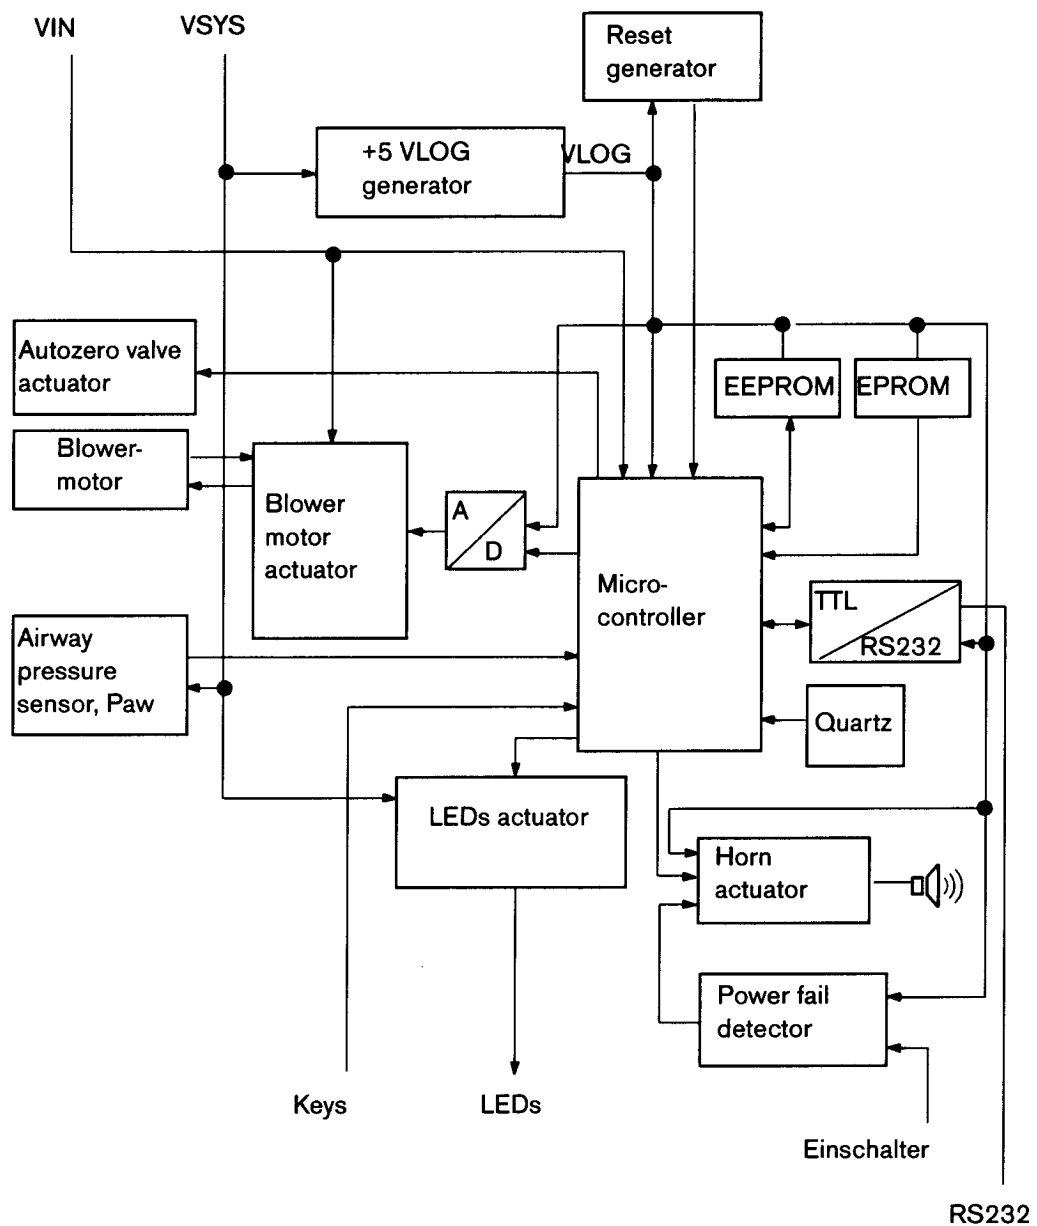 VIN
VSYS
Reset
generator
+5 VLOG
generator
VLOG
Autozero valve
actuator
EEPROM
EPROM
Blower-
motor
Blower
motor
actuator
A
D
Micro-
controller
TTL
RS232
Airway
pressure
sensor, Paw
Quartz
LEDs actuator
Horn
actuator
Power fail
detector
Keys
LEDs
Einschalter
RS232